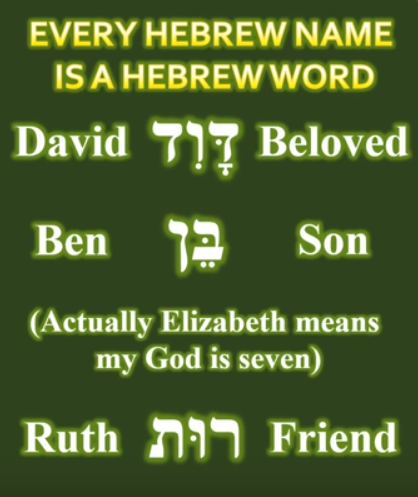 EVERY HEBREW NAME
IS A HEBREW WORD
David דָּוִד Beloved
Ben בֵּן Son
(Actually Elizabeth means
my God is seven)
Ruth רוּת Friend